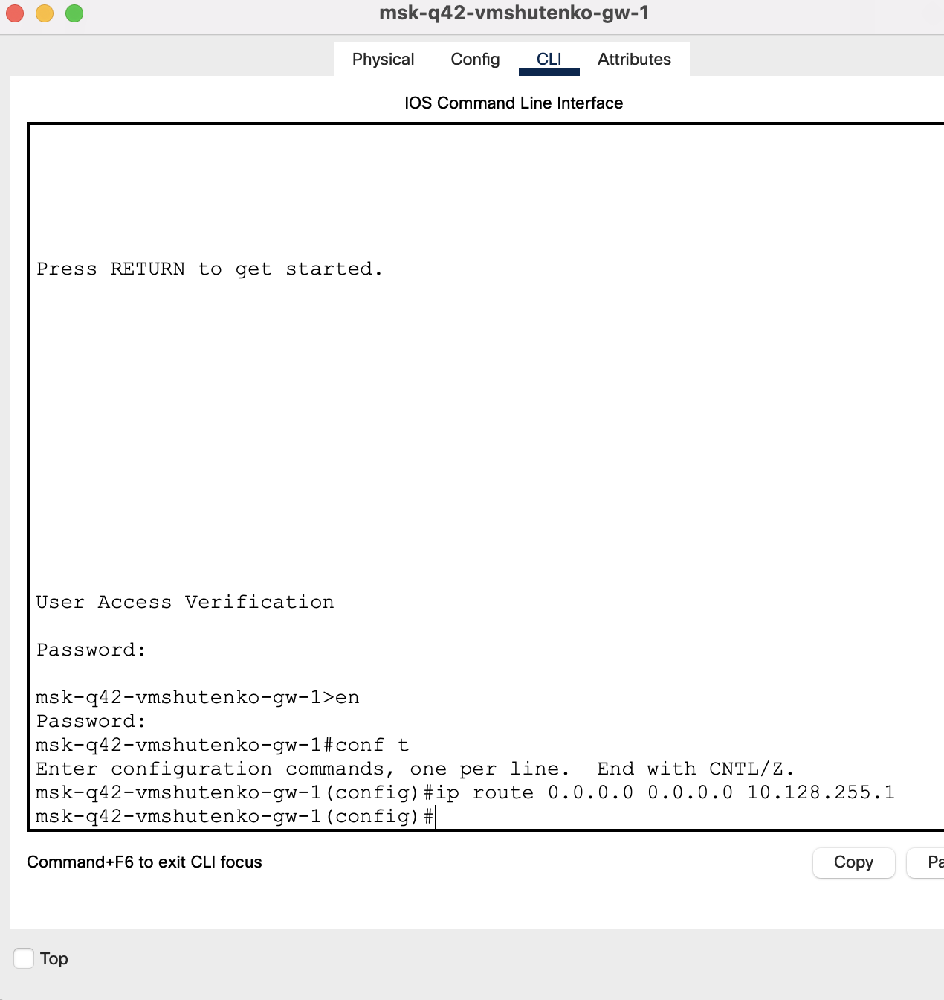 msk-q42-vmshutenko-gw-1
Physical Config CLI Attributes
IOS Command Line Interface
Press RETURN to get started.
User Access Verification
Password:
msk-q42-vmshutenko-gw-1>en
Password:
msk-q42-vmshutenko-gw-1#conf t
Enter configuration commands, one per line.  End with CNTL/Z.
msk-q42-vmshutenko-gw-1(config)#ip route 0.0.0.0 0.0.0.0 10.128.255.1
msk-q42-vmshutenko-gw-1(config)#
Command+F6 to exit CLI focus
Copy Pa
Top